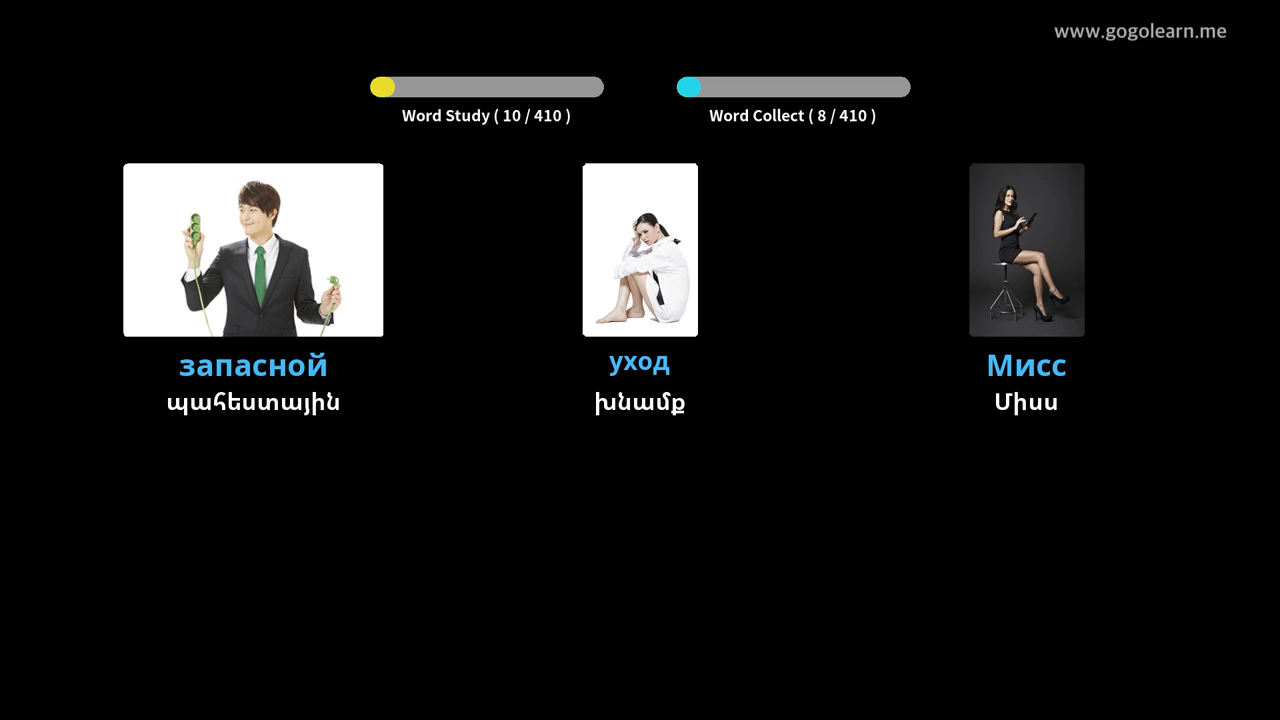 www.gogolearn.me
Word Study ( 10 / 410 )
Word Collect ( 8 / 410 )
запасной
պահեստային
уход
խնամք
Мисс
Միսս